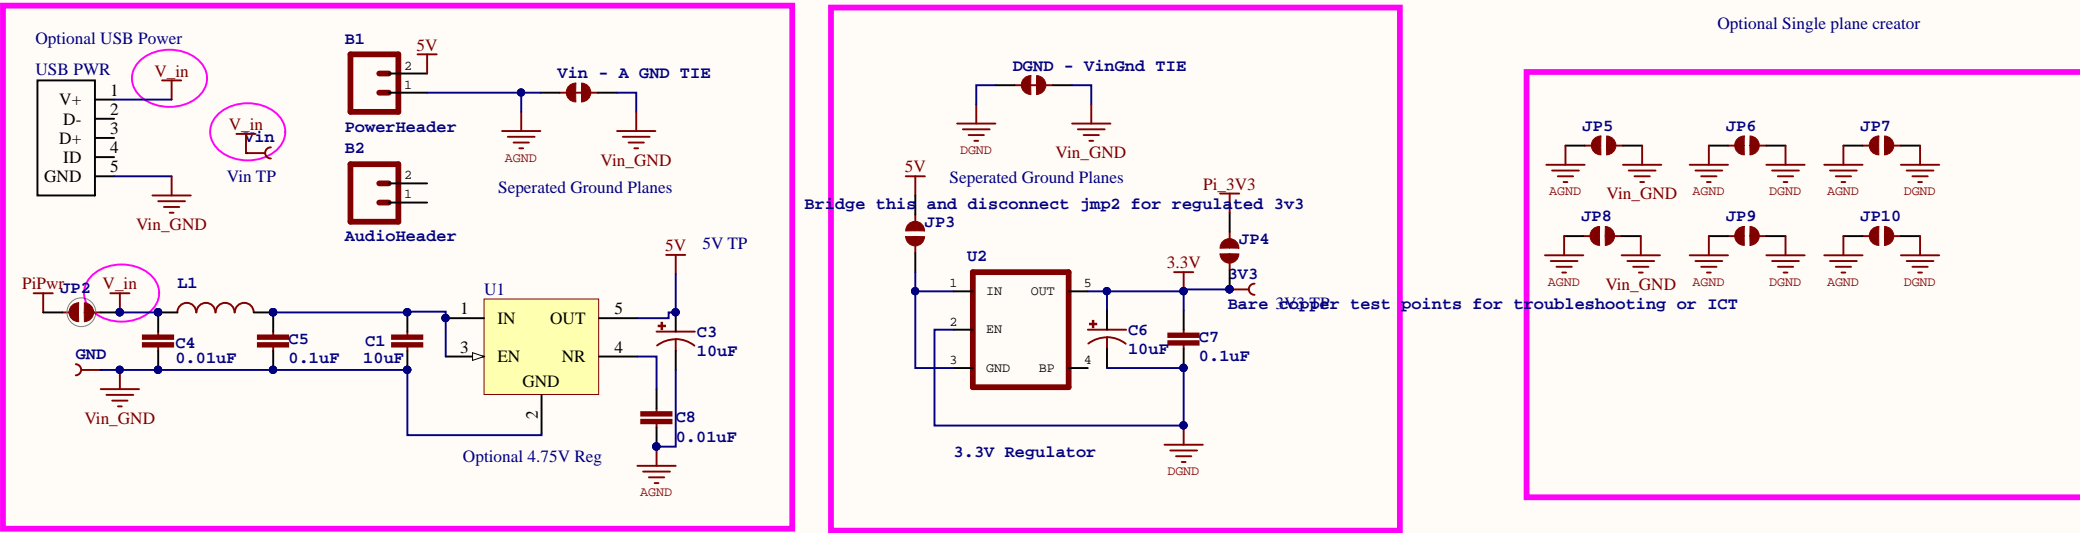 Optional USB Power
USB PWR
V+
D-
D+
ID
GND
1
2
3
4
5
V_in
Vin_GND
V_in
Vin
Vin TP
B1
5V
2
1
PowerHeader
B2
2
1
AudioHeader
Vin - A GND TIE
AGND
Vin_GND
Seperated Ground Planes
PiPwr
JP2
V_in
L1
C4
0.01uF
C5
0.1uF
C1
10uF
GND
Vin_GND
U1
1
3
IN
EN
OUT
NR
GND
5
4
2
5V
5V TP
C3
10uF
C8
0.01uF
AGND
Optional 4.75V Reg
DGND - VinGnd TIE
DGND
Vin_GND
Seperated Ground Planes
5V
Pi_3V3
Bridge this and disconnect jmp2 for regulated 3v3
JP3
JP4
U2
1
2
3
IN
EN
GND
OUT
BP
5
4
3.3V
3V3
3V3 TP
Bare copper test points for troubleshooting or ICT
C6
10uF
C7
0.1uF
DGND
3.3V Regulator
Optional Single plane creator
JP5
AGND
Vin_GND
JP6
AGND
DGND
JP7
AGND
DGND
JP8
AGND
Vin_GND
JP9
AGND
DGND
JP10
AGND
DGND